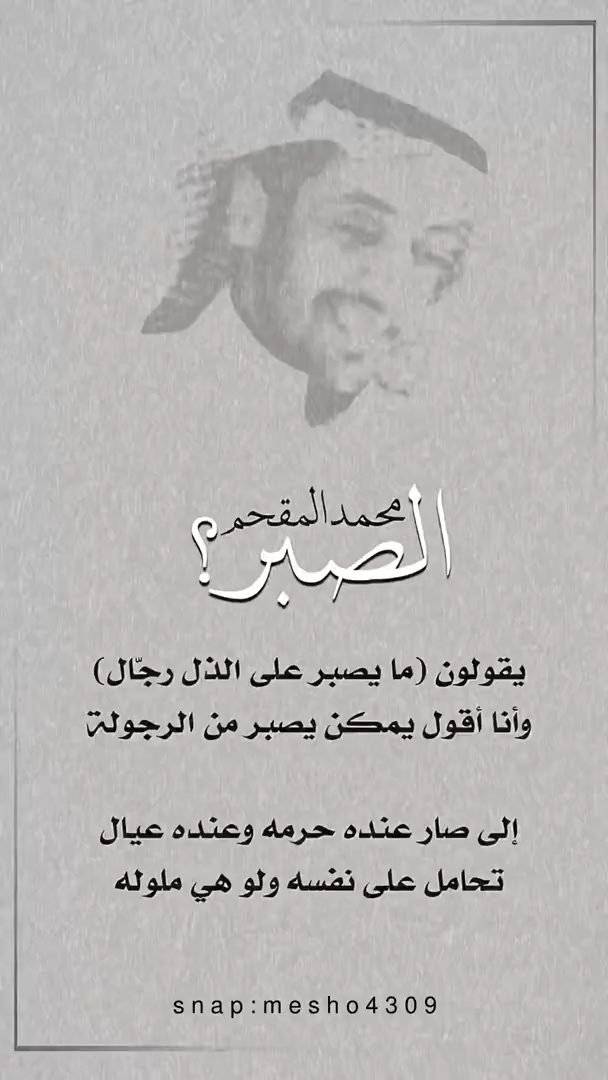 محمد المقحم
الصبر؟
يقولون (ما يصبر على الذل رجّال)
وأنا أقول يمكن يصبر من الرجولة
إلى صار عنده حرمه وعنده عيال
تحامل على نفسه ولو هي ملوله
snap:mesho4309